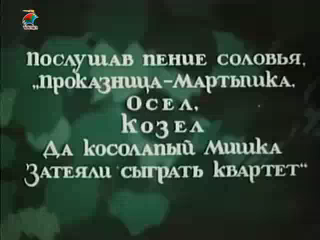 Послушав пение соловья,
„Проказница-Мартышка,
Осел,
Козел
Да косолапый Мишка
Затеяли сыграть квартет“